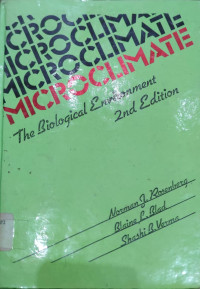 MICROCLIMATE
MICROCLIMATE
MICROCLIMATE
MICROCLIMATE
The Biological Environment
2nd Edition
Norman J. Rosenberg
Blaine L. Blad
Shashi B. Verma